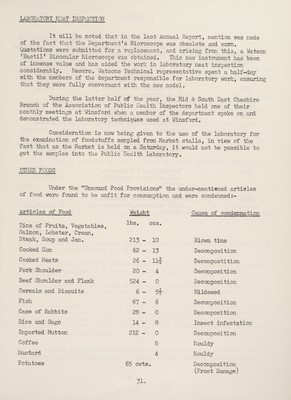 LABORATORY MEAT INSPECTION
It will be noted that in the last Annual Report, mention was made
of the fact that the Department's Microscope was obsolete and worn.
Quotations were submitted for a replacement, and arising from this, a Watson
'Bactil' Binocular Microscope was obtained. This new instrument has been
of immense value and has aided the work in laboratory meat inspection
considerably. Messrs. Watsons Technical representative spent a half-day
with the members of the department responsible for laboratory work, ensuring
that they were fully conversant with the new model.
During the latter half of the year, the Mid & South East Cheshire
Branch of the Association of Public Health Inspectors held one of their
monthly meetings at Winsford when a member of the department spoke on and
demonstrated the laboratory techniques used at Winsford.
Consideration is now being given to the use of the laboratory for
the examination of foodstuffs sampled from Market stalls, in view of the
fact that as the Market is held on a Saturday, it would not be possible to
get the samples into the Public Health Laboratory.
OTHER FOODS
Under the "Unsound Food Provisions" the under-mentioned articles
of food were found to be unfit for consumption and were condemned:-
Articles of Food Weight Cause of condemnation
lbs. ozs.
Tins of Fruits, Vegetables,
Salmon, Lobster, Cream,
Steak, Soup and Jam. 213 - 10 Blown tins
Cooked Ham 62 - 13 Decomposition
Cooked Meats 26 - 11¾ Decomposition
Pork Shoulder 20 - 4 Decomposition
Beef Shoulder and Flank 524 - 0 Decomposition
Cereals and Biscuits 6 - 5½ Mildewed
Fish 67 - 6 Decomposition
Case of Rabbits 28 - 0 Decomposition
Rice and Sago 14 - 8 Insect infestation
Imported Mutton 212 - 0 Decomposition
Coffee 8 Mouldy
Mustard 4 Mouldy
Potatoes 65 cwts. Decomposition
(Frost Damage)
31.